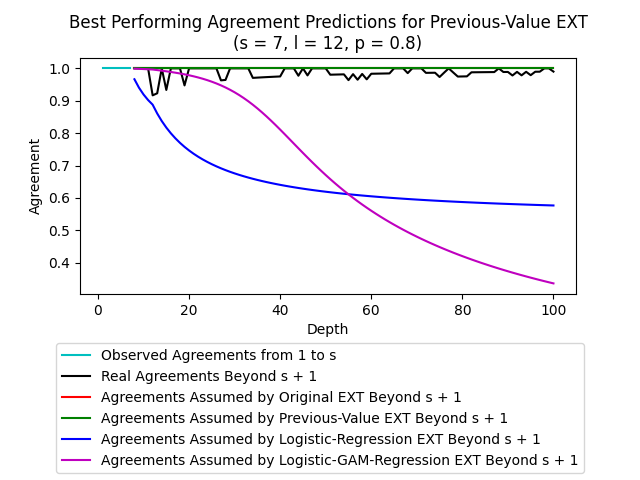 Best Performing Agreement Predictions for Previous-Value EXT
(s = 7, l = 12, p = 0.8)
1.0
0.9
0.8
0.7
0.6
0.5
0.4
Agreement
0 20 40 60 80 100
Depth
Observed Agreements from 1 to s
Real Agreements Beyond s + 1
Agreements Assumed by Original EXT Beyond s + 1
Agreements Assumed by Previous-Value EXT Beyond s + 1
Agreements Assumed by Logistic-Regression EXT Beyond s + 1
Agreements Assumed by Logistic-GAM-Regression EXT Beyond s + 1